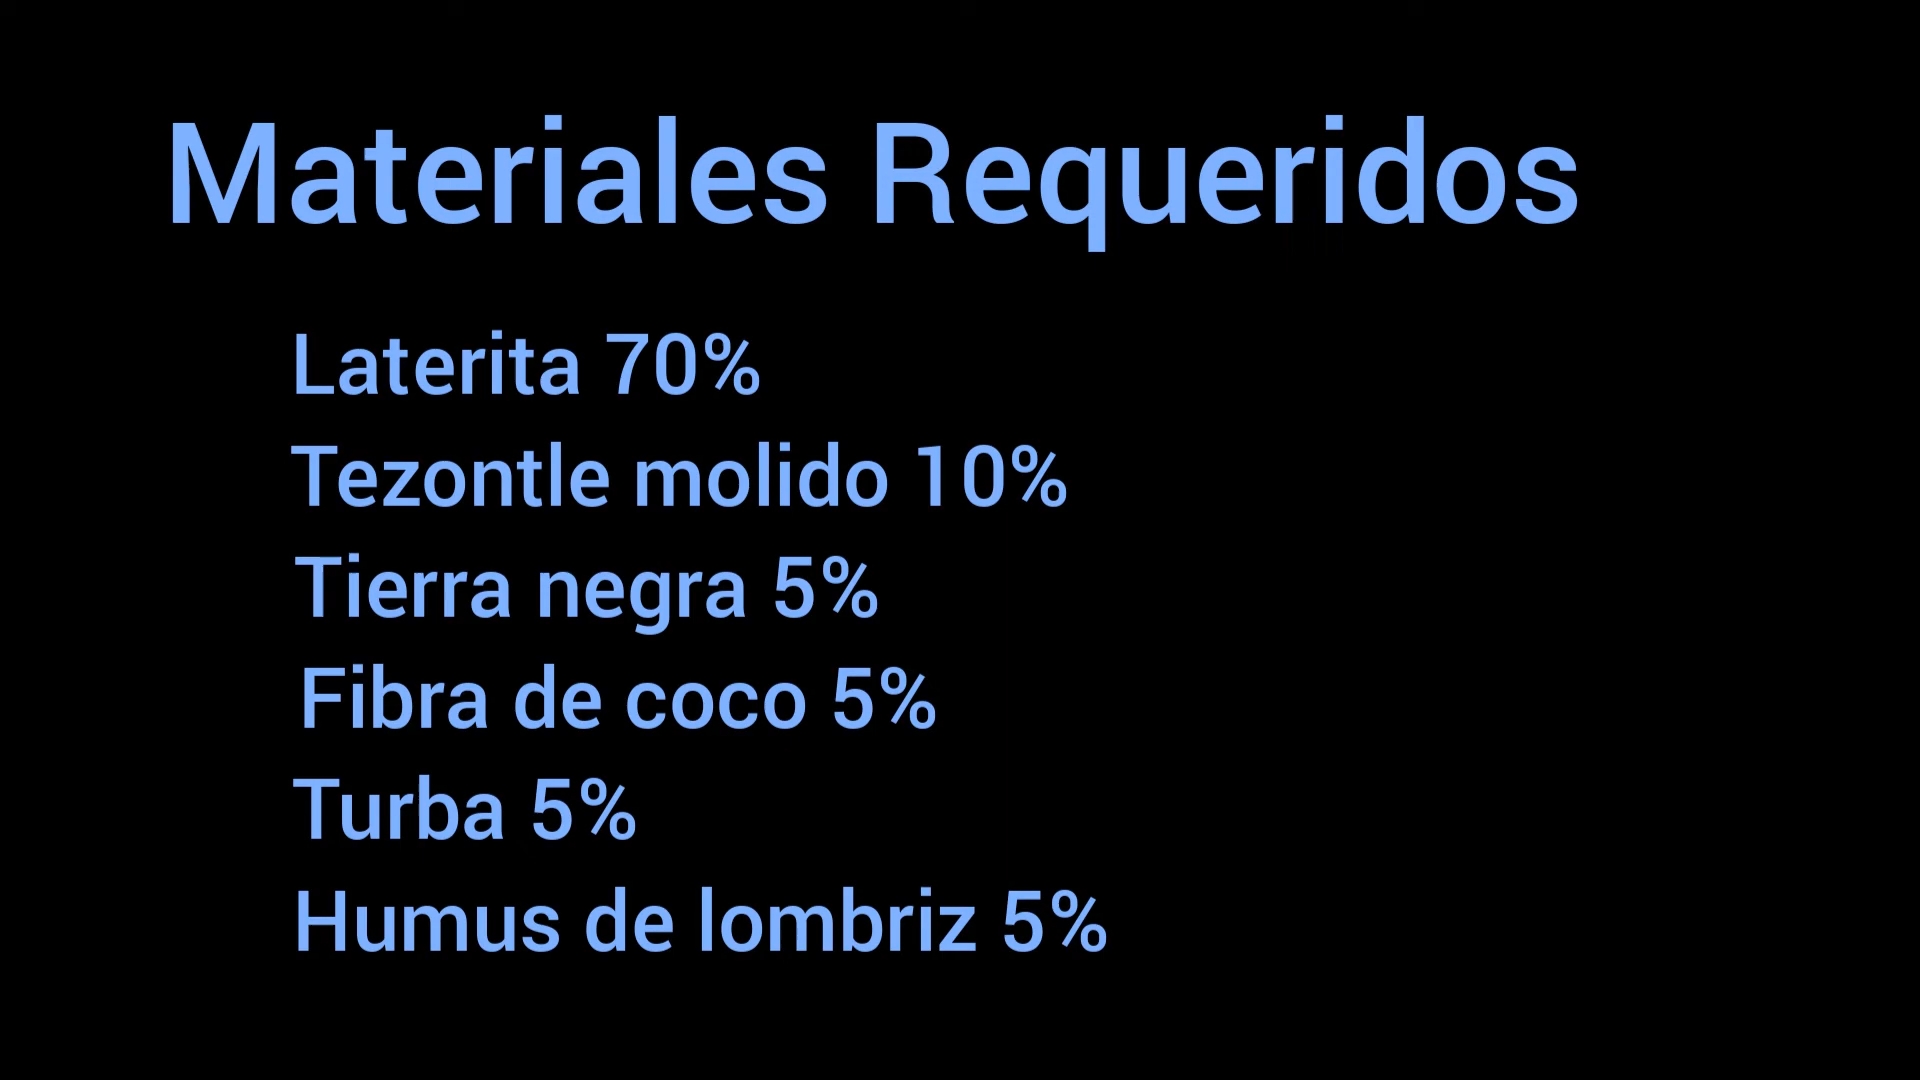 Materiales Requeridos
Laterita 70%
Tezontle molido 10%
Tierra negra 5%
Fibra de coco 5%
Turba 5%
Humus de lombriz 5%